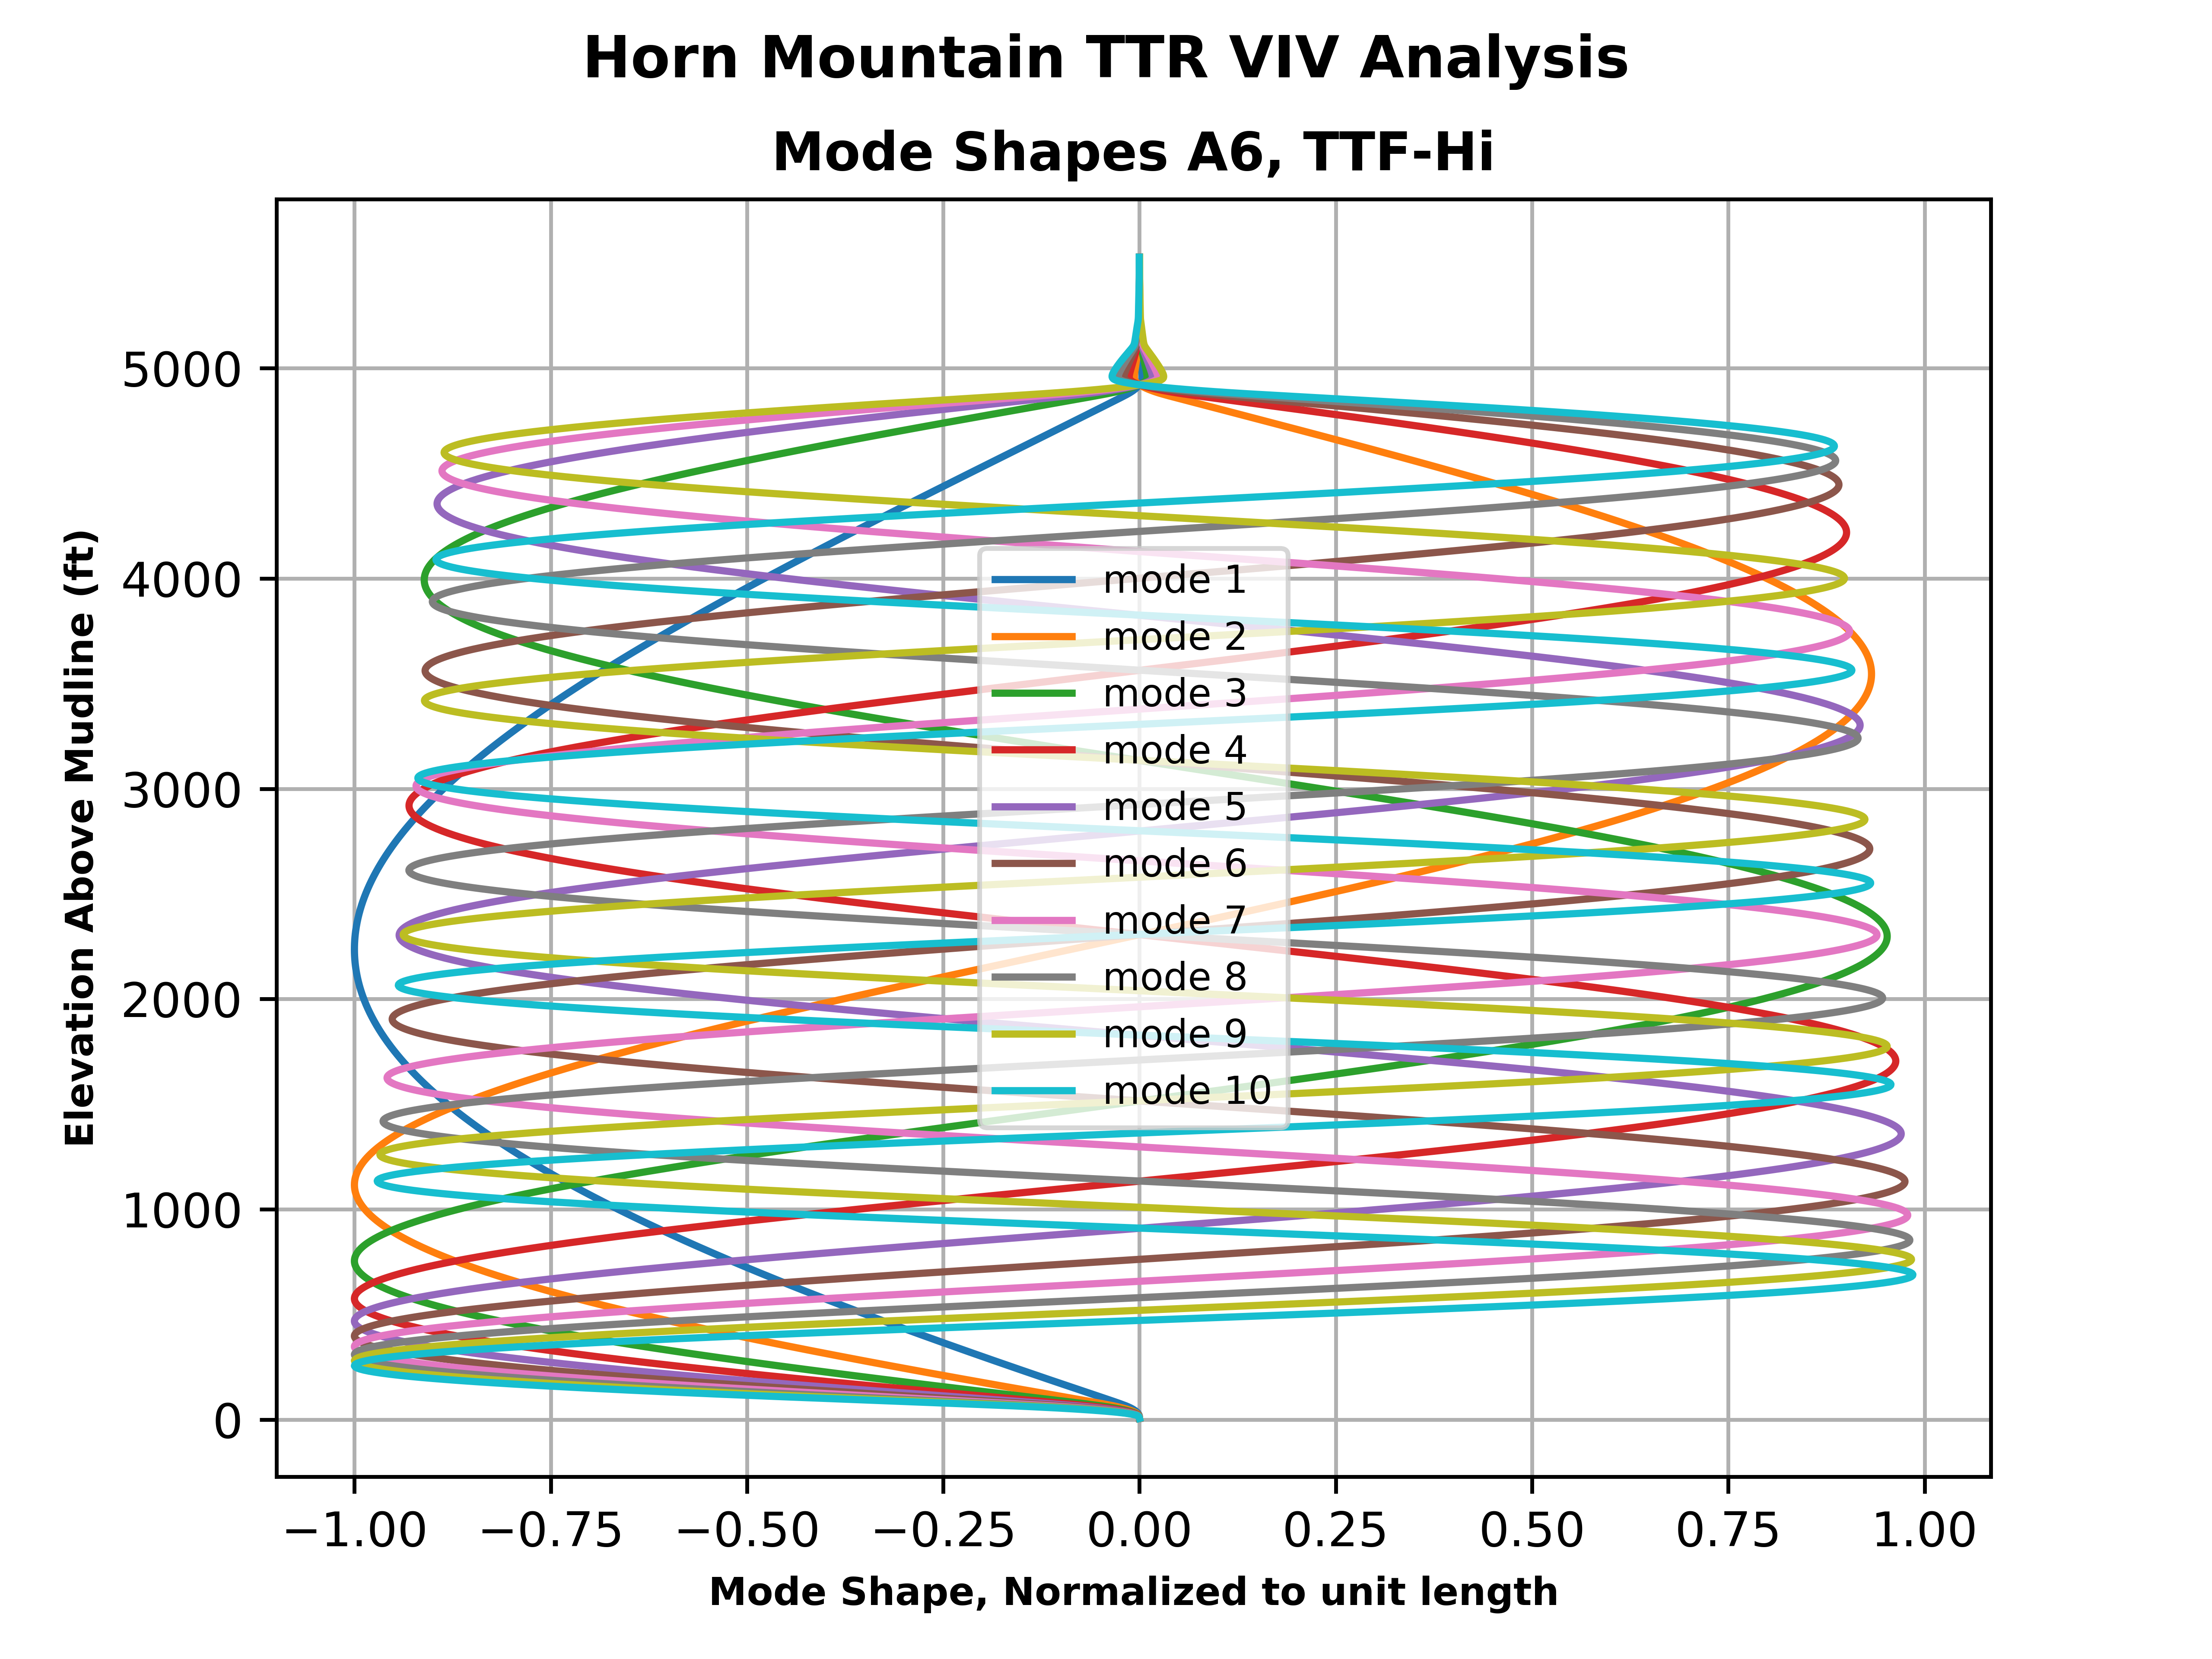 Horn Mountain TTR VIV Analysis
Mode Shapes A6, TTF-Hi
Elevation Above Mudline (ft)
5000
4000
3000
2000
1000
0
mode 1
mode 2
mode 3
mode 4
mode 5
mode 6
mode 7
mode 8
mode 9
mode 10
−1.00 −0.75 −0.50 −0.25 0.00 0.25 0.50 0.75 1.00
Mode Shape, Normalized to unit length